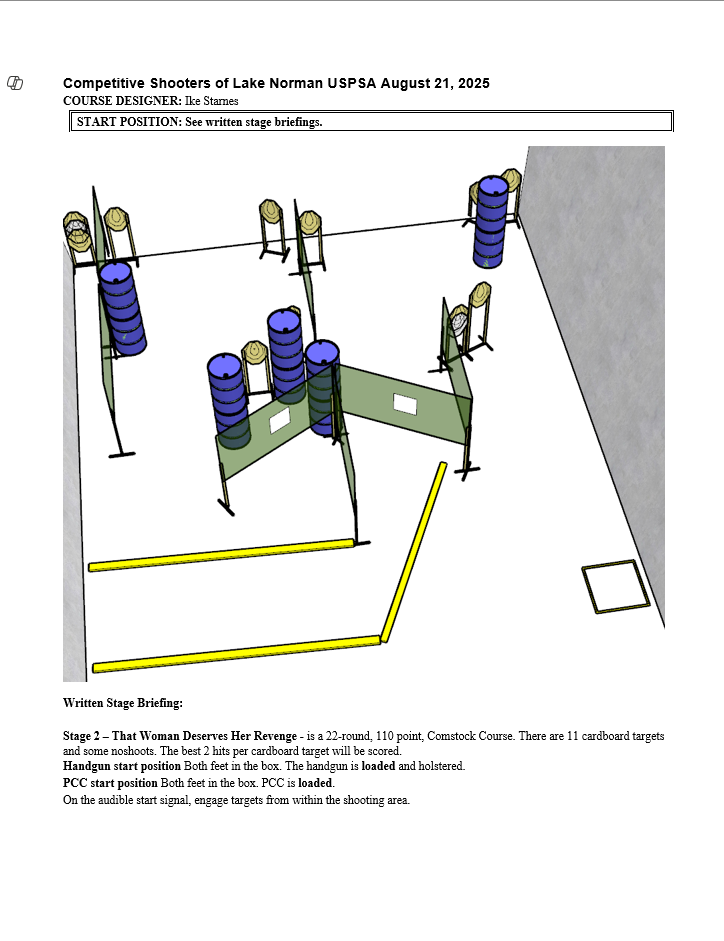 Competitive Shooters of Lake Norman USPSA August 21, 2025
COURSE DESIGNER: Ike Starnes
START POSITION: See written stage briefings.
Written Stage Briefing:
Stage 2 – That Woman Deserves Her Revenge - is a 22-round, 110 point, Comstock Course. There are 11 cardboard targets
and some noshoots. The best 2 hits per cardboard target will be scored.
Handgun start position Both feet in the box. The handgun is loaded and holstered.
PCC start position Both feet in the box. PCC is loaded.
On the audible start signal, engage targets from within the shooting area.